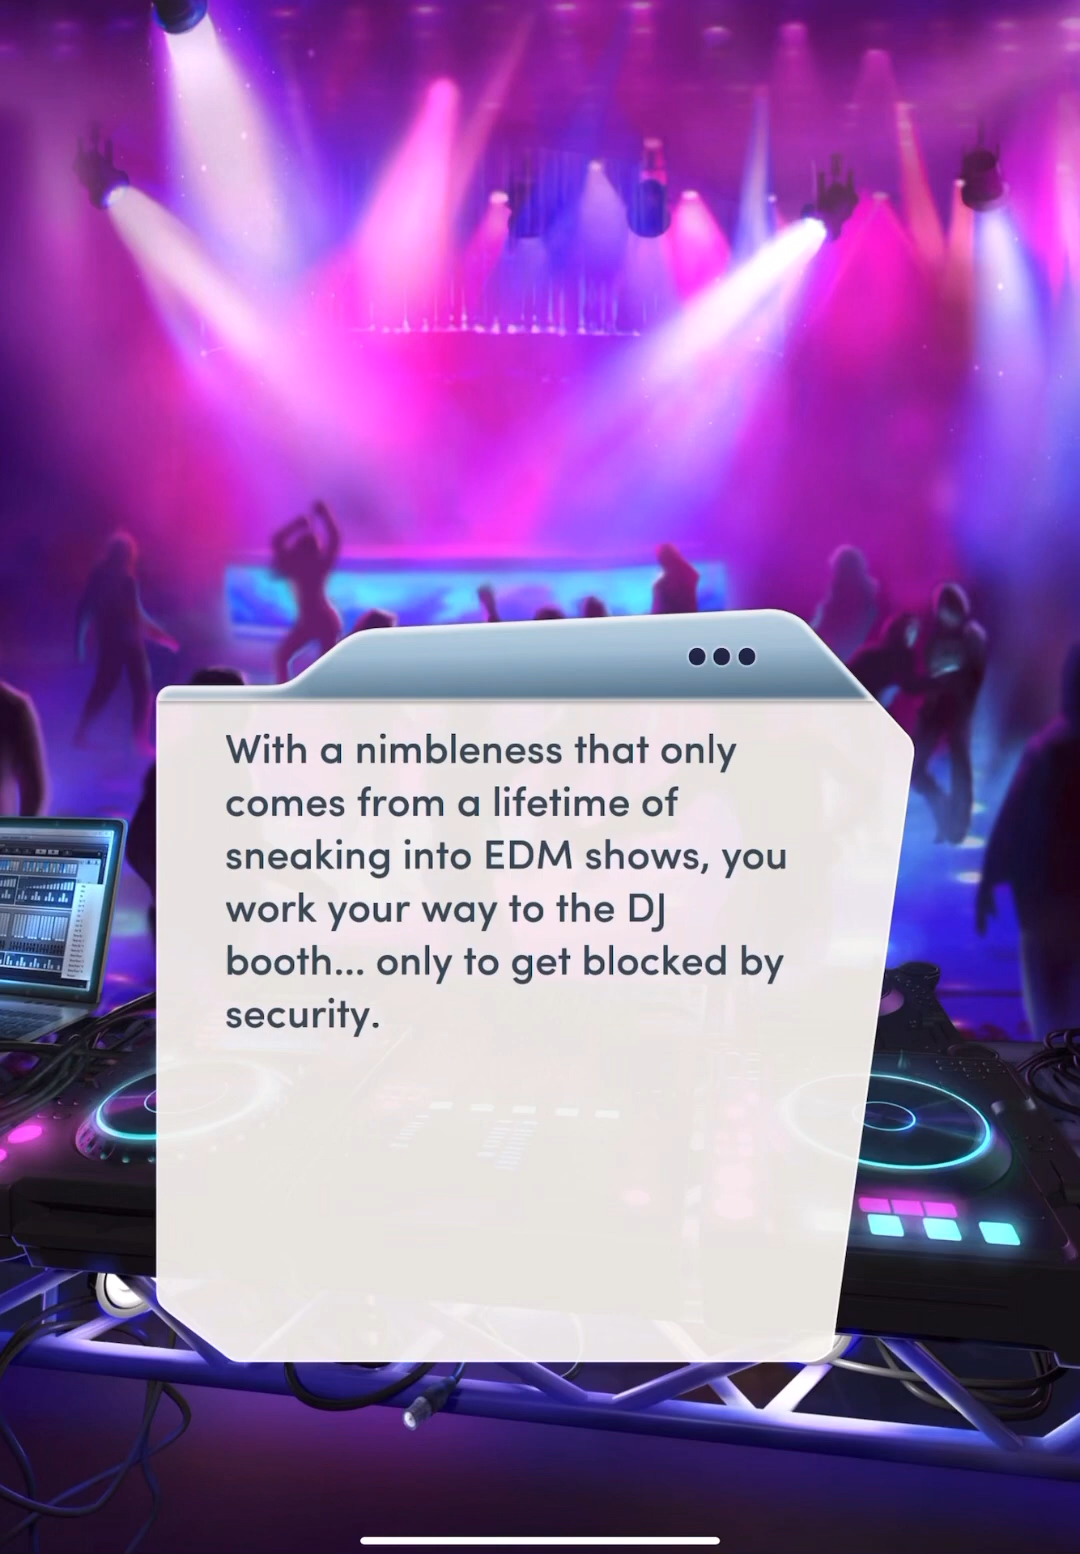 With a nimbleness that only
comes from a lifetime of
sneaking into EDM shows, you
work your way to the DJ
booth... only to get blocked by
security.